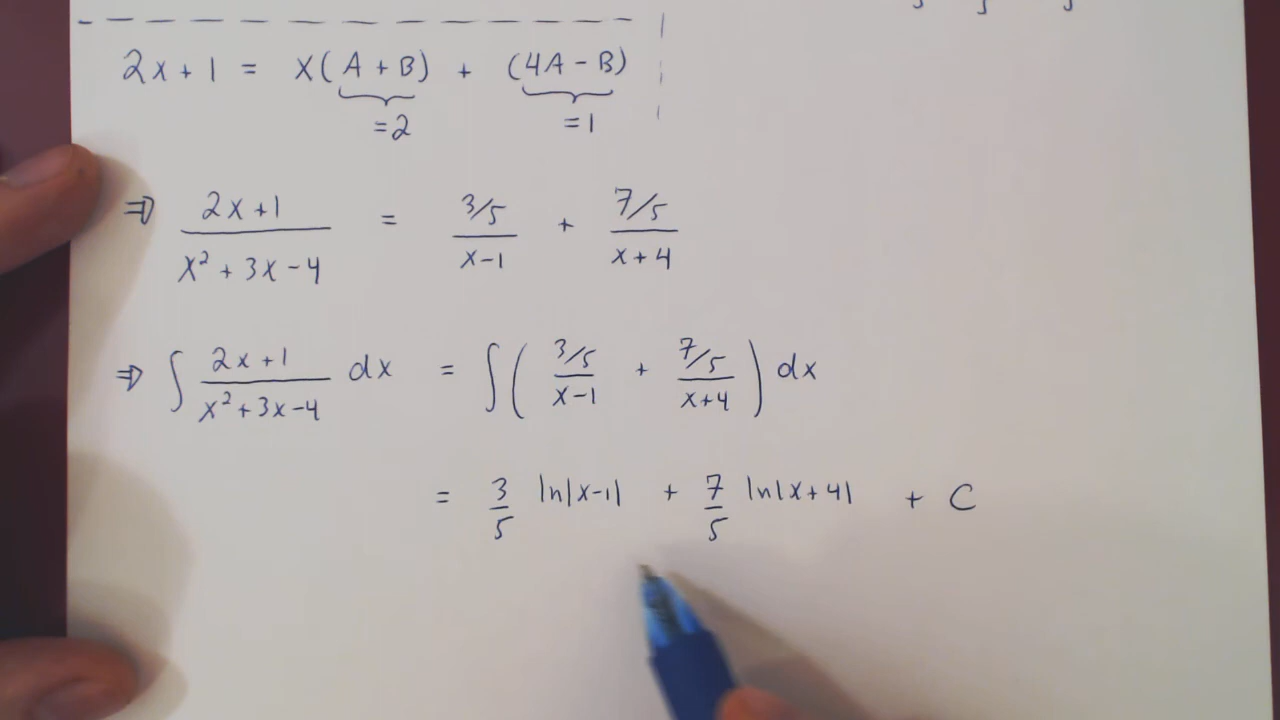 2x + 1 = x(A + B) + (4A - B)
=2 =1
⇒ 2x+1 / x² + 3x - 4 = 3/5 / x-1 + 7/5 / x+4
⇒ ∫ 2x+1 / x²+3x-4 dx = ∫ ( 3/5 / x-1 + 7/5 / x+4 ) dx
= 3/5 ln|x-1| + 7/5 ln|x+4| + C